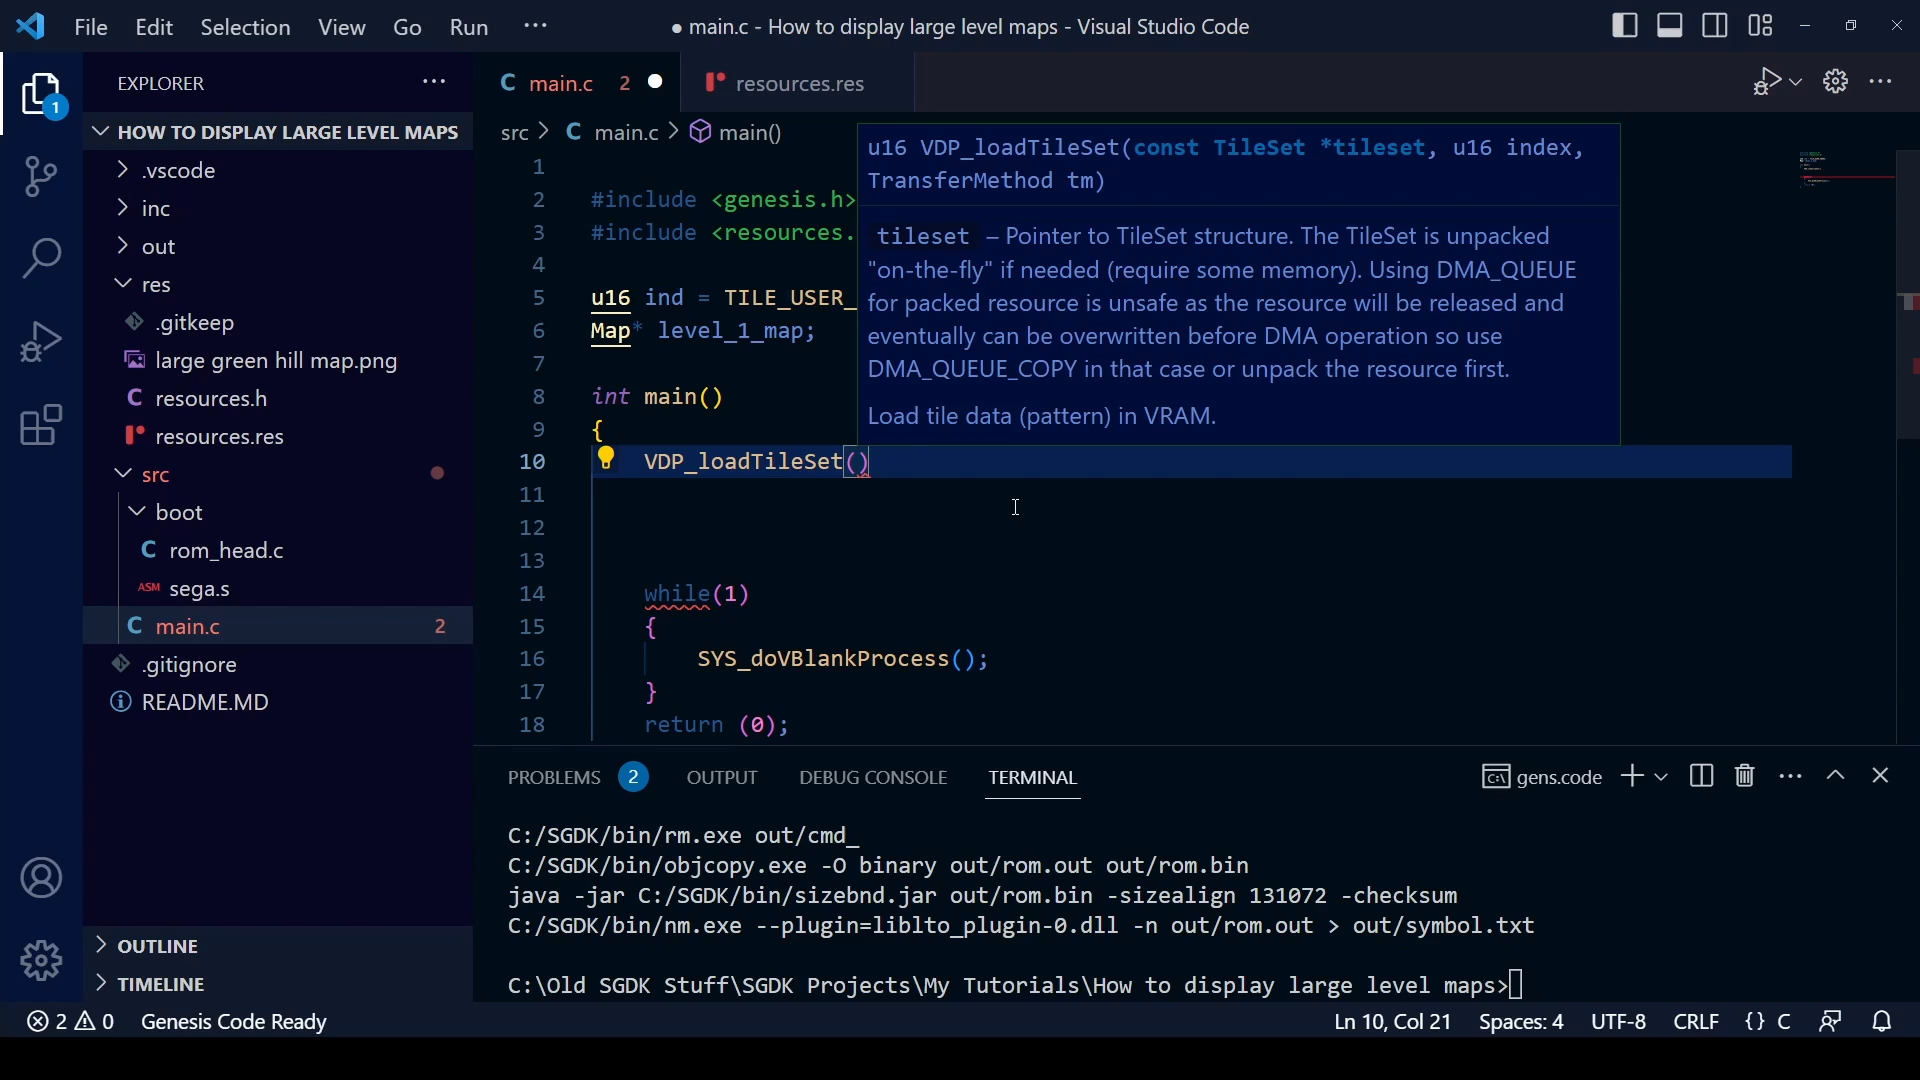 File Edit Selection View Go Run ···
● main.c - How to display large level maps - Visual Studio Code
EXPLORER ···
HOW TO DISPLAY LARGE LEVEL MAPS
.vscode
inc
out
res
.gitkeep
large green hill map.png
C resources.h
resources.res
src
boot
C rom_head.c
ASM sega.s
C main.c 2
.gitignore
README.MD
OUTLINE
TIMELINE
1
C main.c 2 ●
resources.res
src > C main.c > main()
u16 VDP_loadTileSet(const TileSet *tileset, u16 index,
TransferMethod tm)
tileset – Pointer to TileSet structure. The TileSet is unpacked
"on-the-fly" if needed (require some memory). Using DMA_QUEUE
for packed resource is unsafe as the resource will be released and
eventually can be overwritten before DMA operation so use
DMA_QUEUE_COPY in that case or unpack the resource first.
Load tile data (pattern) in VRAM.
1
2 #include <genesis.h>
3 #include <resources.
4
5 u16 ind = TILE_USER_
6 Map* level_1_map;
7
8 int main()
9 {
10 VDP_loadTileSet()
11
12
13
14 while(1)
15 {
16 SYS_doVBlankProcess();
17 }
18 return (0);
PROBLEMS 2 OUTPUT DEBUG CONSOLE TERMINAL
gens.code
C:/SGDK/bin/rm.exe out/cmd_
C:/SGDK/bin/objcopy.exe -O binary out/rom.out out/rom.bin
java -jar C:/SGDK/bin/sizebnd.jar out/rom.bin -sizealign 131072 -checksum
C:/SGDK/bin/nm.exe --plugin=liblto_plugin-0.dll -n out/rom.out > out/symbol.txt
C:\Old SGDK Stuff\SGDK Projects\My Tutorials\How to display large level maps>
2 0 Genesis Code Ready
Ln 10, Col 21 Spaces: 4 UTF-8 CRLF {} C